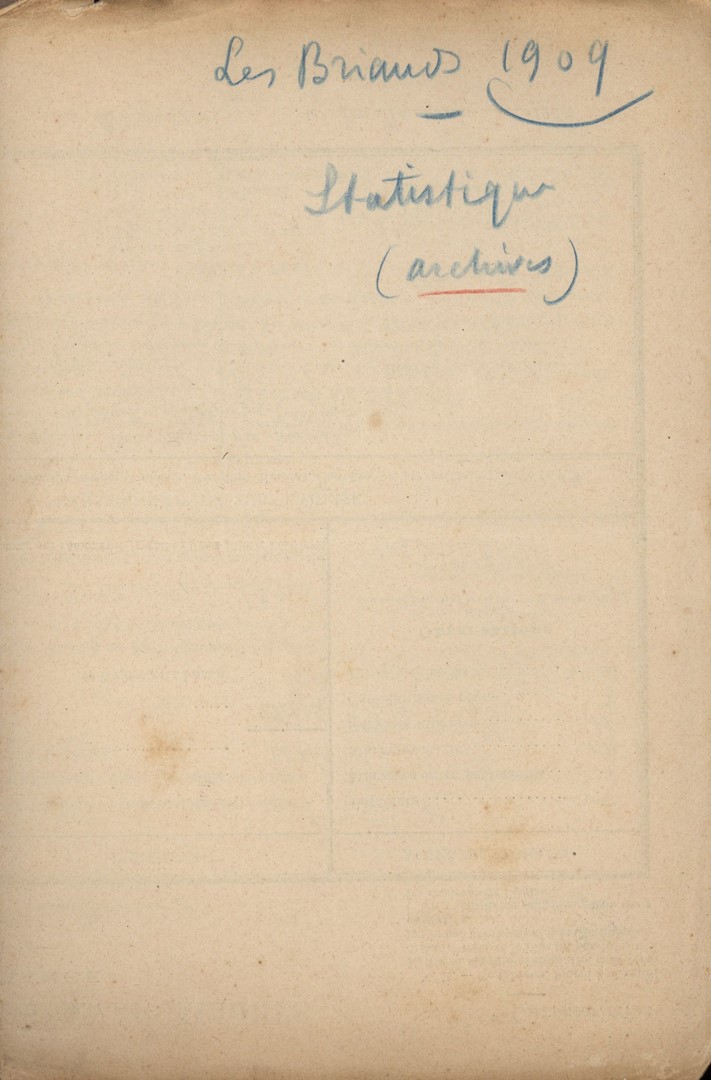 Les Briands 1909
Statistique
(archives)